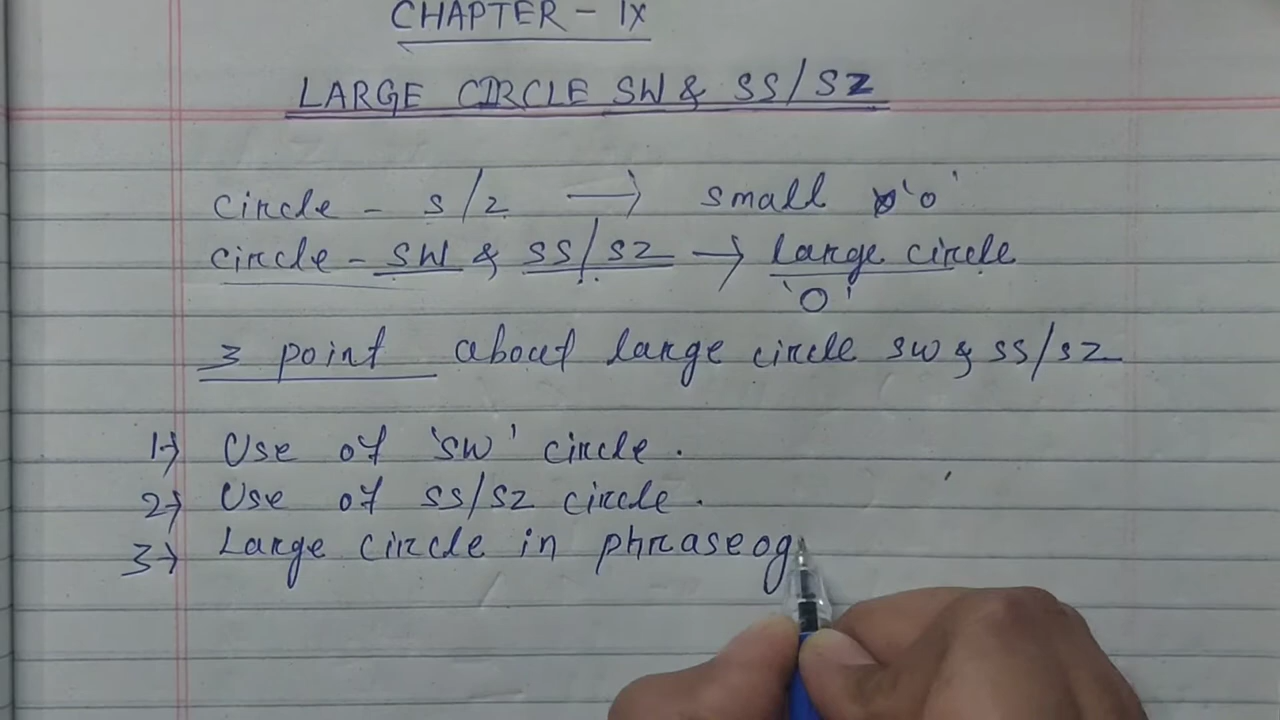 CHAPTER - IX
LARGE CIRCLE SW & SS/SZ
circle - s/z → small 'o'
circle - SW & SS/SZ → large circle
'O'
3 point about large circle SW & SS/SZ
1) Use of 'SW' circle.
2) Use of SS/SZ circle.
3) Large circle in phraseog